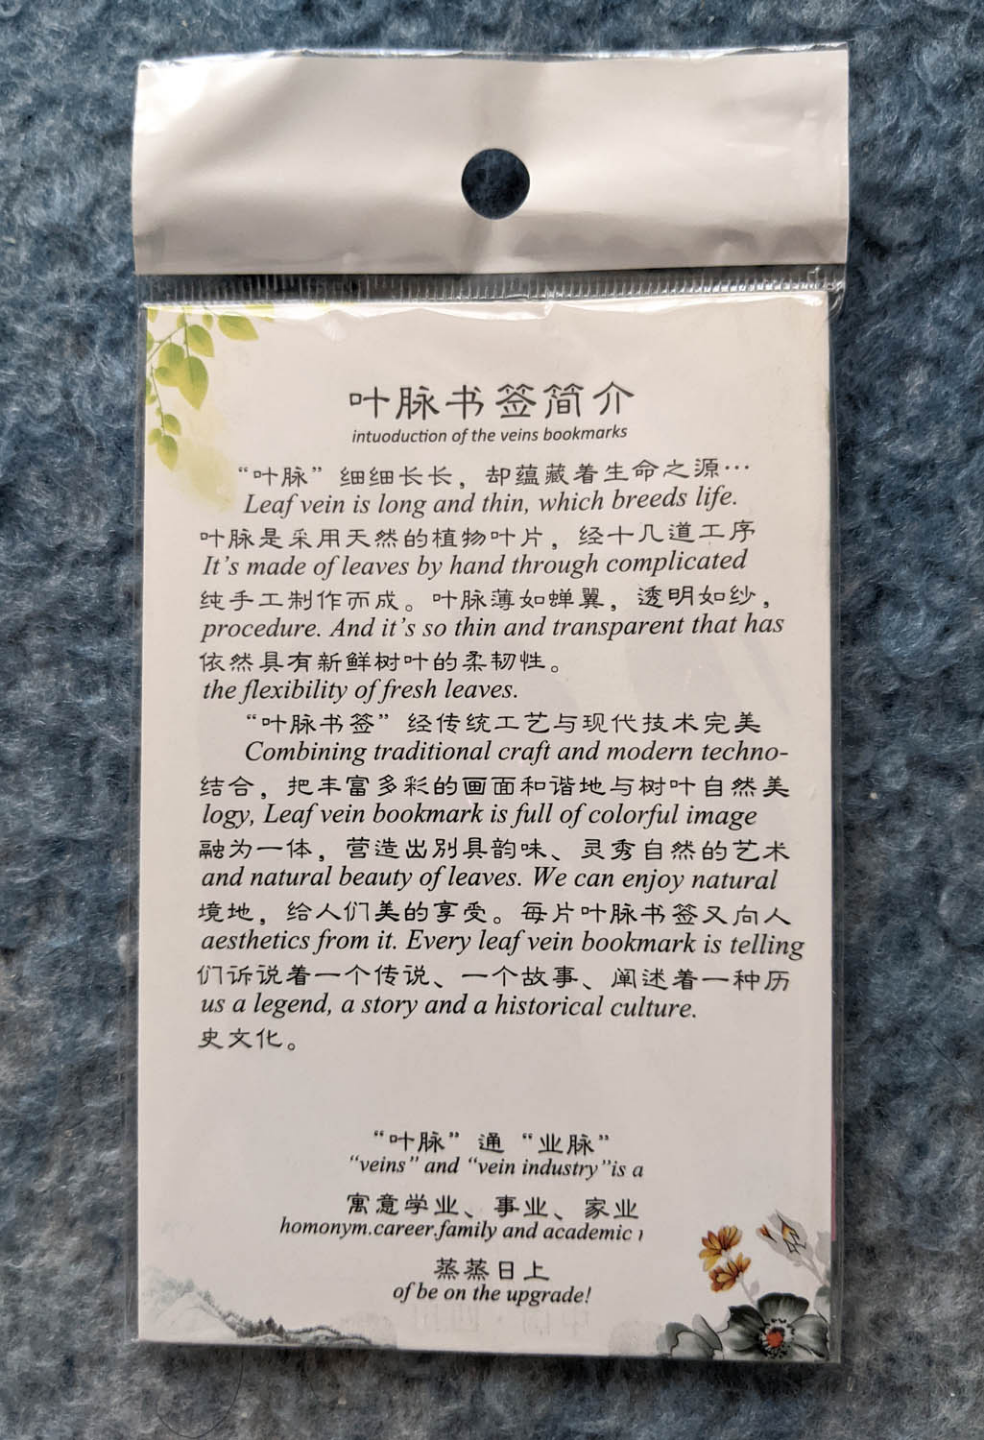 叶脉书签简介
intuoduction of the veins bookmarks
“叶脉”细细长长，却蕴藏着生命之源…
Leaf vein is long and thin, which breeds life.
叶脉是采用天然的植物叶片，经十几道工序
It's made of leaves by hand through complicated
纯手工制作而成。叶脉薄如蝉翼，透明如纱，
procedure. And it's so thin and transparent that has
依然具有新鲜树叶的柔韧性。
the flexibility of fresh leaves.
“叶脉书签”经传统工艺与现代技术完美
Combining traditional craft and modern techno-
结合，把丰富多彩的画面和谐地与树叶自然美
logy, Leaf vein bookmark is full of colorful image
融为一体，营造出别具韵味、灵秀自然的艺术
and natural beauty of leaves. We can enjoy natural
境地，给人们美的享受。每片叶脉书签又向人
aesthetics from it. Every leaf vein bookmark is telling
们诉说着一个传说、一个故事、阐述着一种历
us a legend, a story and a historical culture.
史文化。
“叶脉”通“业脉”
“veins” and “vein industry”is a
寓意学业、事业、家业
homonym.career.family and academic
蒸蒸日上
of be on the upgrade!